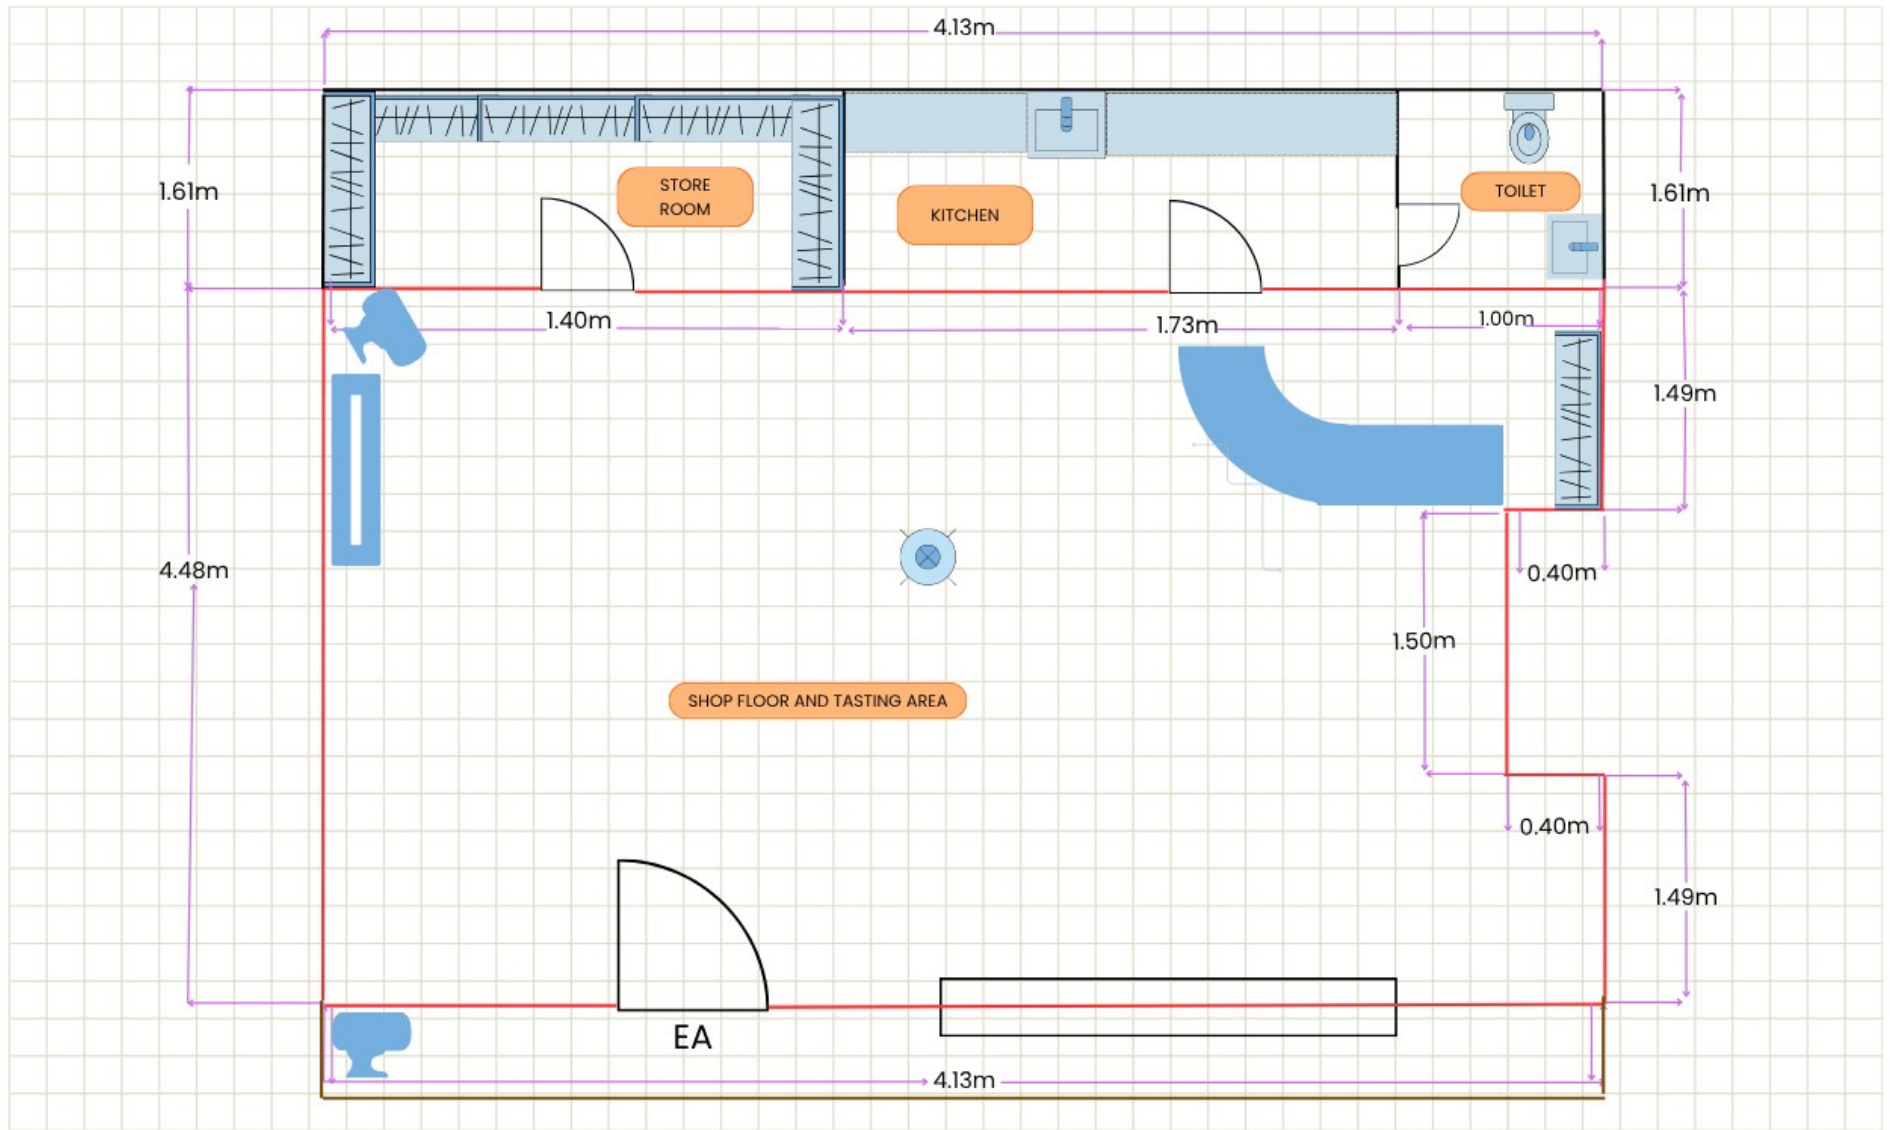 4.13m
1.61m
STORE
ROOM
KITCHEN
TOILET
1.61m
1.40m
1.73m
1.00m
1.49m
4.48m
0.40m
1.50m
SHOP FLOOR AND TASTING AREA
0.40m
1.49m
EA
4.13m